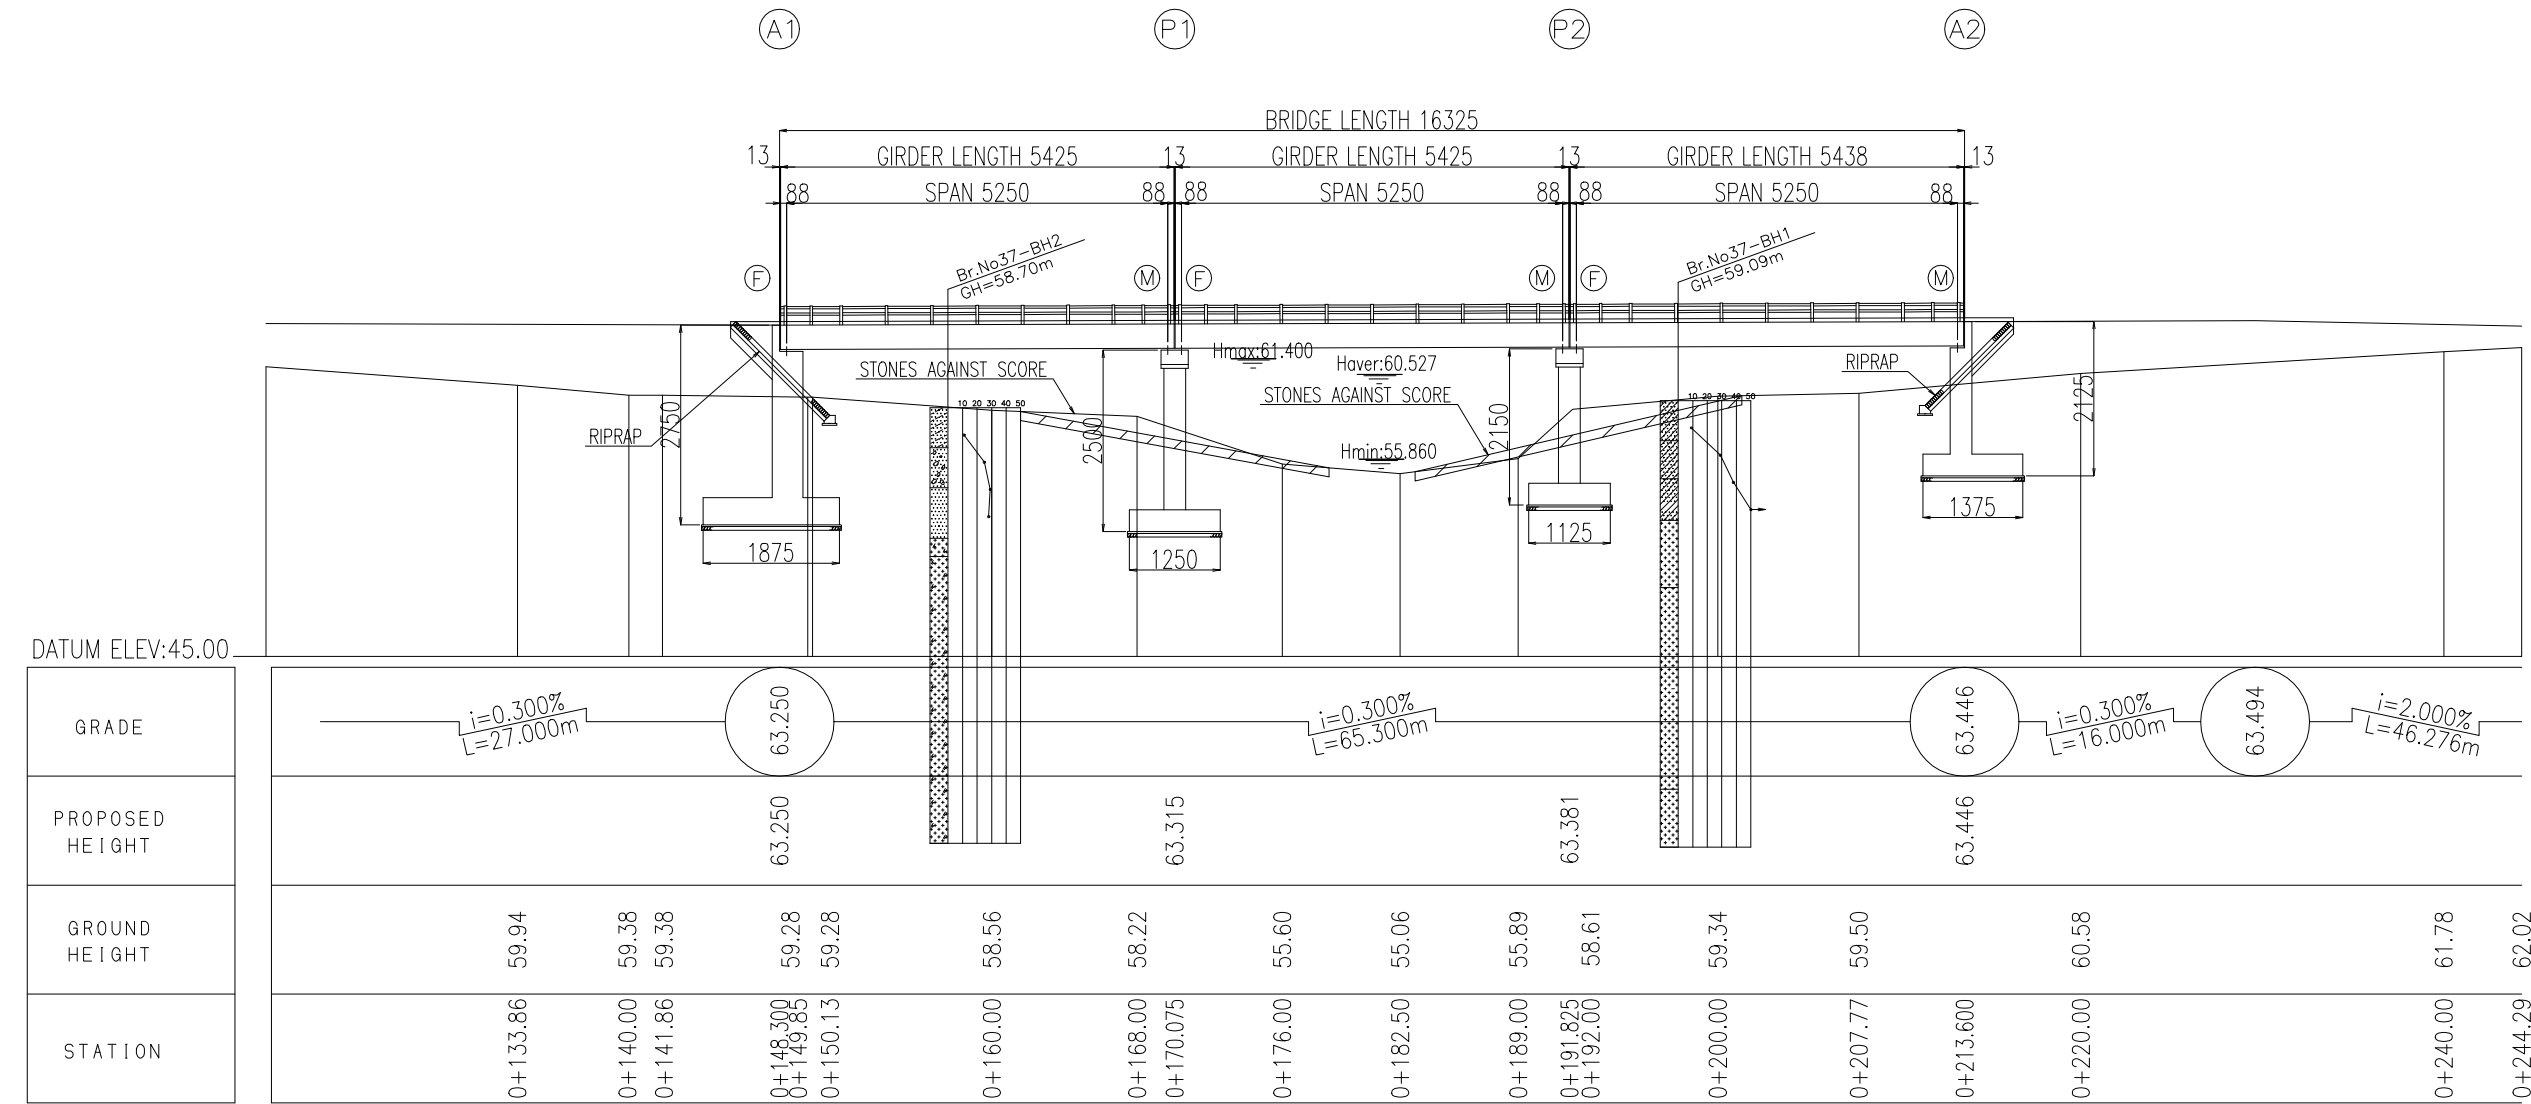 A1 P1 P2 A2
BRIDGE LENGTH 16325
13 GIRDER LENGTH 5425 13 GIRDER LENGTH 5425 13 GIRDER LENGTH 5438 13
88 SPAN 5250 88 88 SPAN 5250 88 88 SPAN 5250 88
Br.No37-BH2
GH=58.70m
Br.No37-BH1
GH=59.09m
F M F M F M
Hmax:61.400
Haver:60.527
Hmin:55.860
STONES AGAINST SCORE
STONES AGAINST SCORE
RIPRAP
RIPRAP
10 20 30 40 50
10 20 30 40 50
2750
2500
2150
2125
1875
1250
1125
1375
DATUM ELEV:45.00
GRADE
i=0.300%
L=27.000m
63.250
i=0.300%
L=65.300m
63.446
i=0.300%
L=16.000m
63.494
i=2.000%
L=46.276m
PROPOSED
HEIGHT
63.250 63.315 63.381 63.446
GROUND
HEIGHT
59.94 59.38 59.38 59.28 59.28 58.56 58.22 55.60 55.06 55.89 58.61 59.34 59.50 60.58 61.78 62.02
STATION
0+133.86 0+140.00 0+141.86 0+148.300 0+149.85 0+150.13 0+160.00 0+168.00 0+170.075 0+176.00 0+182.50 0+189.00 0+191.825 0+192.00 0+200.00 0+207.77 0+213.600 0+220.00 0+240.00 0+244.29